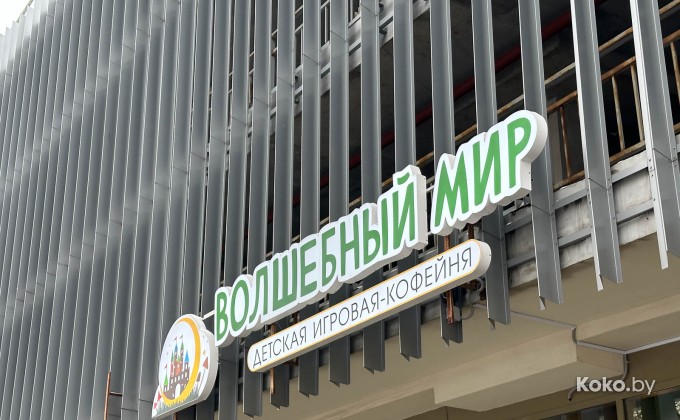 ВОЛШЕБНЫЙ МИР
ДЕТСКАЯ ИГРОВАЯ-КОФЕЙНЯ
Koko.by